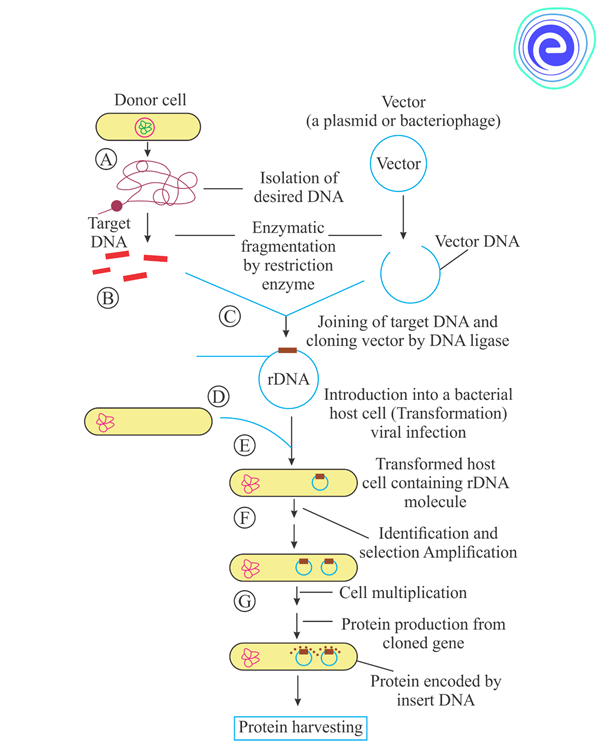 Donor cell
Vector
(a plasmid or bacteriophage)
Vector
A
Isolation of
desired DNA
Target
DNA
Enzymatic
fragmentation
by restriction
enzyme
Vector DNA
B
C
Joining of target DNA and
cloning vector by DNA ligase
rDNA
D
Introduction into a bacterial
host cell (Transformation)
viral infection
E
Transformed host
cell containing rDNA
molecule
F
Identification and
selection Amplification
G
Cell multiplication
Protein production from
cloned gene
Protein encoded by
insert DNA
Protein harvesting